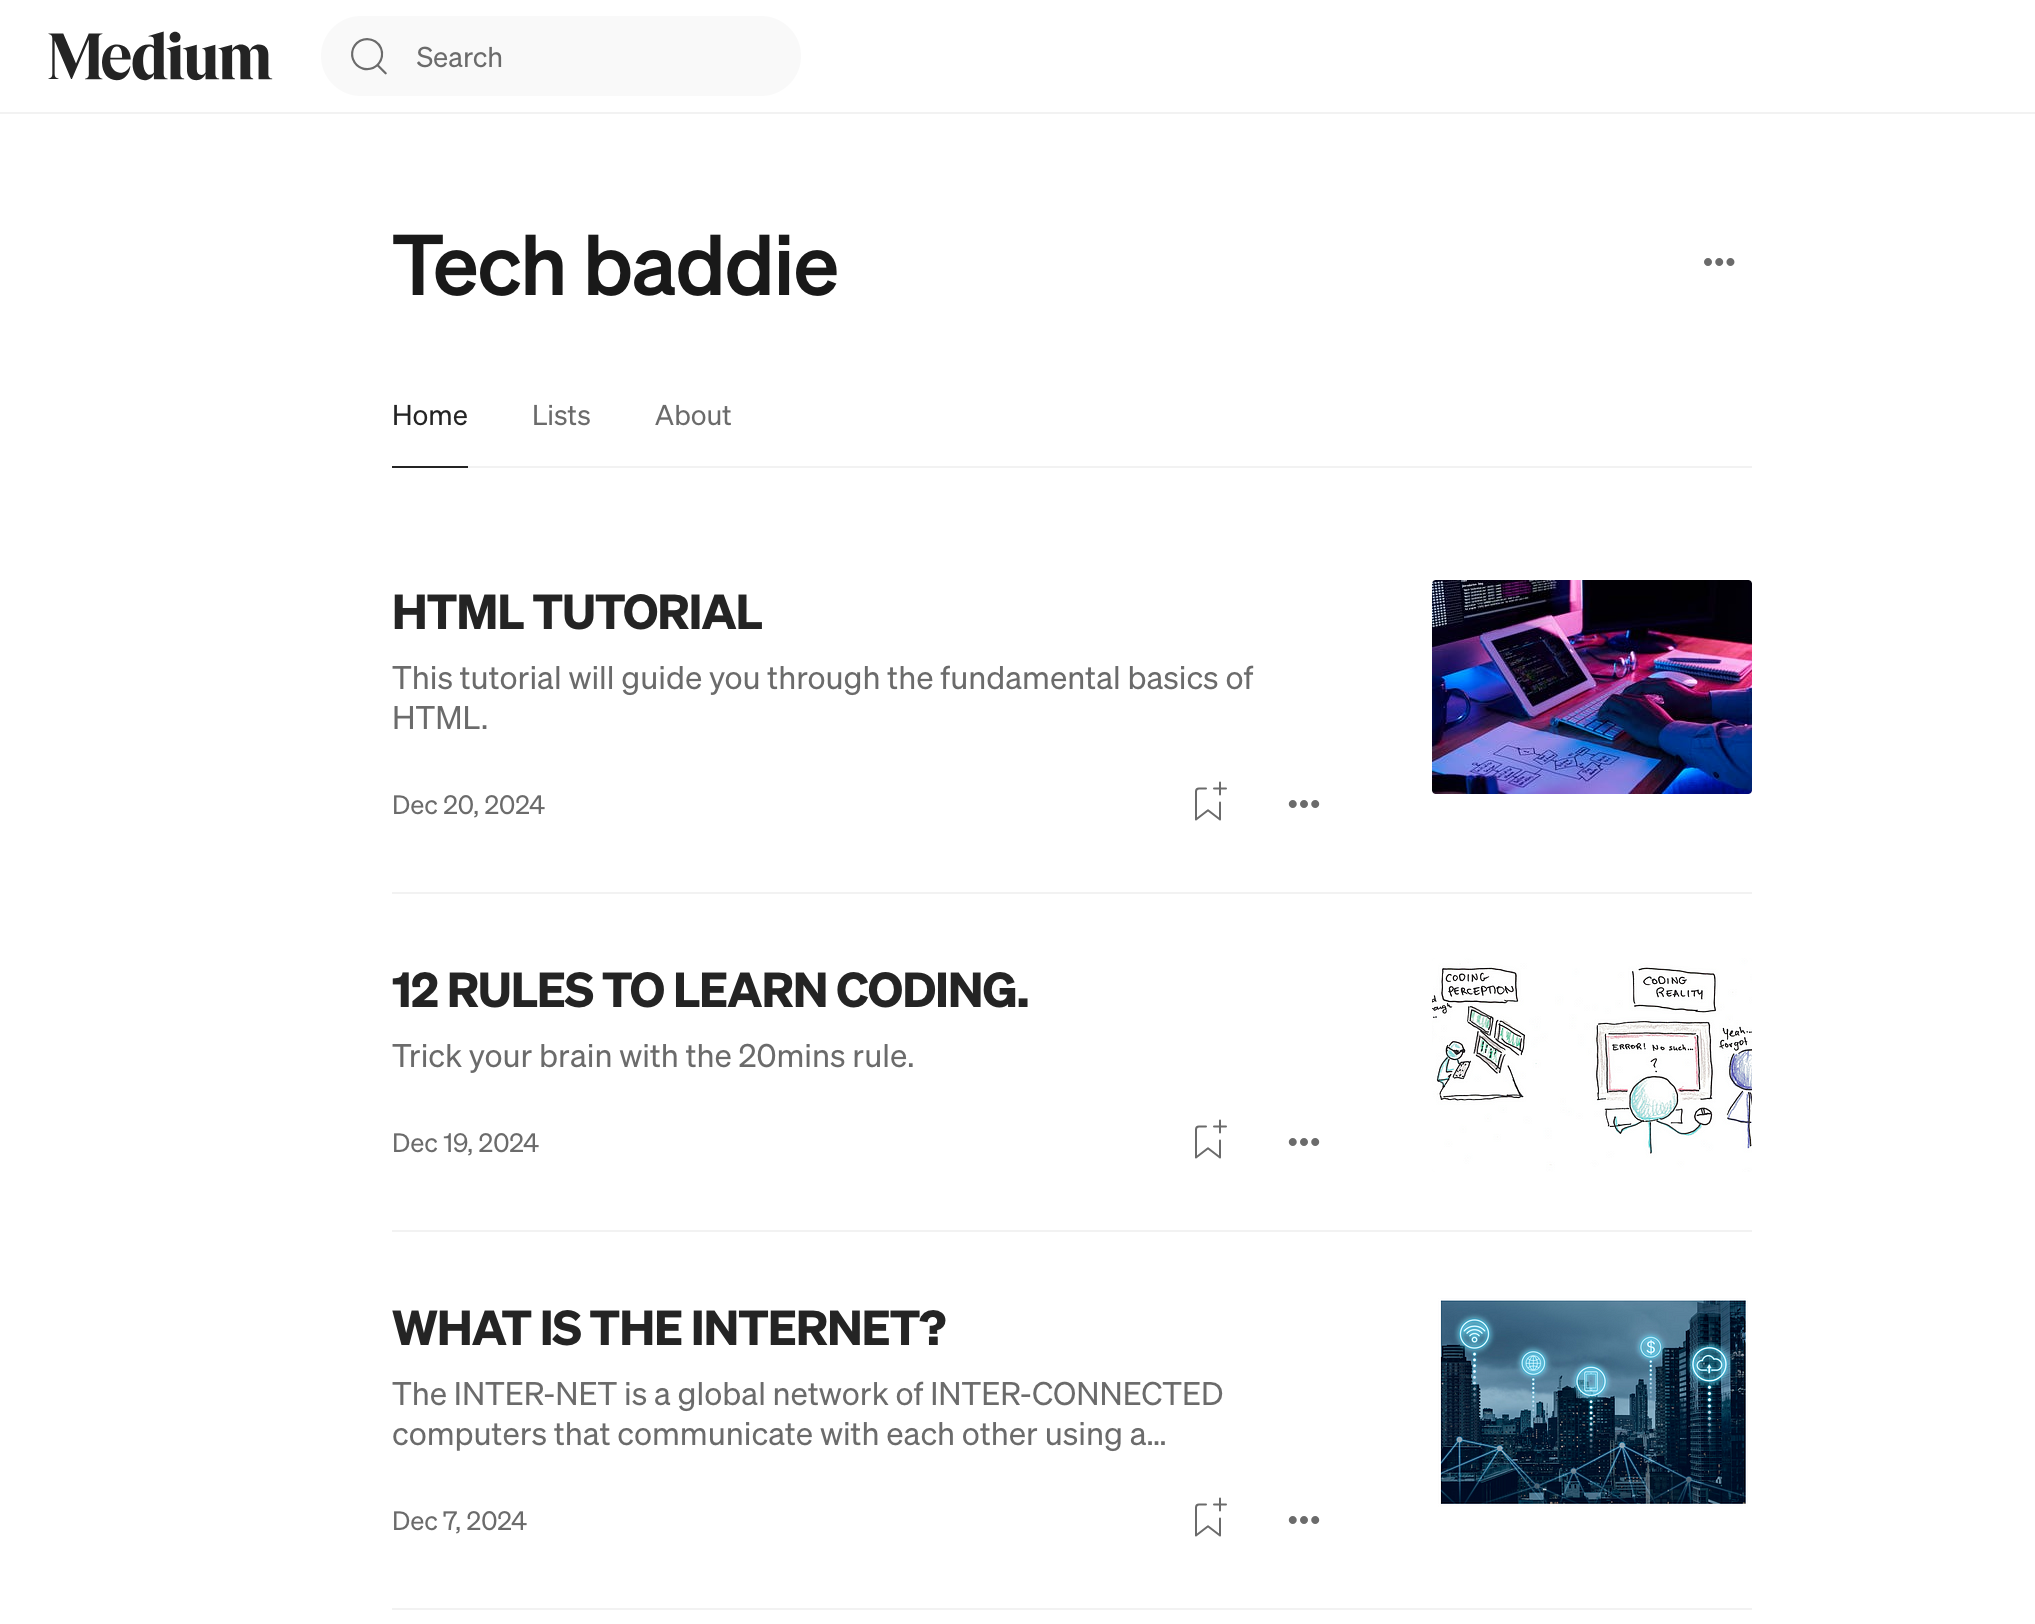 Medium
Search
Tech baddie
Home
Lists
About
HTML TUTORIAL
This tutorial will guide you through the fundamental basics of
HTML.
Dec 20, 2024
12 RULES TO LEARN CODING.
Trick your brain with the 20mins rule.
Dec 19, 2024
CODING
PERCEPTION
CODING
REALITY
ERROR! No such...
?
Yeah...
forgot
WHAT IS THE INTERNET?
The INTER-NET is a global network of INTER-CONNECTED
computers that communicate with each other using a...
Dec 7, 2024
$